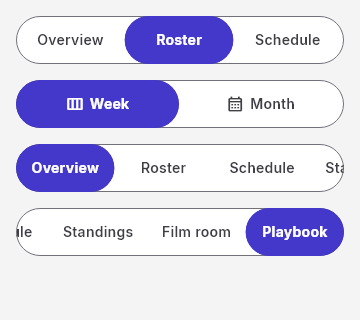 Overview Roster Schedule
Week Month
Overview Roster Schedule
Standings Film room Playbook